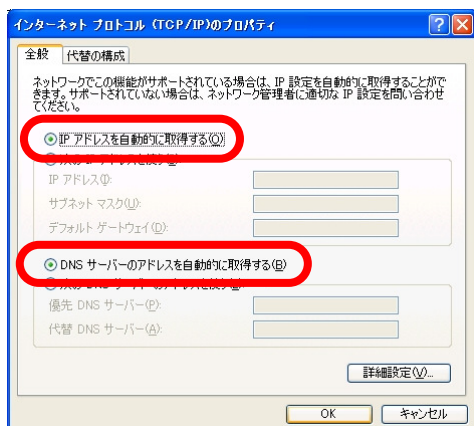 インターネット プロトコル (TCP/IP)のプロパティ
全般
代替の構成
ネットワークでこの機能がサポートされている場合は、IP 設定を自動的に取得することがで
きます。サポートされていない場合は、ネットワーク管理者に適切な IP 設定を問い合わせ
てください。
IP アドレスを自動的に取得する(O)
IP アドレス(I):
サブネット マスク(U):
デフォルト ゲートウェイ(D):
DNS サーバーのアドレスを自動的に取得する(B)
優先 DNS サーバー(P):
代替 DNS サーバー(A):
詳細設定(V)...
OK
キャンセル